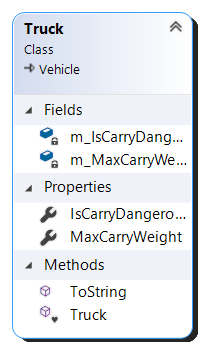 Truck
Class
Vehicle
Fields
m_IsCarryDang...
m_MaxCarryWe...
Properties
IsCarryDangero...
MaxCarryWeight
Methods
ToString
Truck